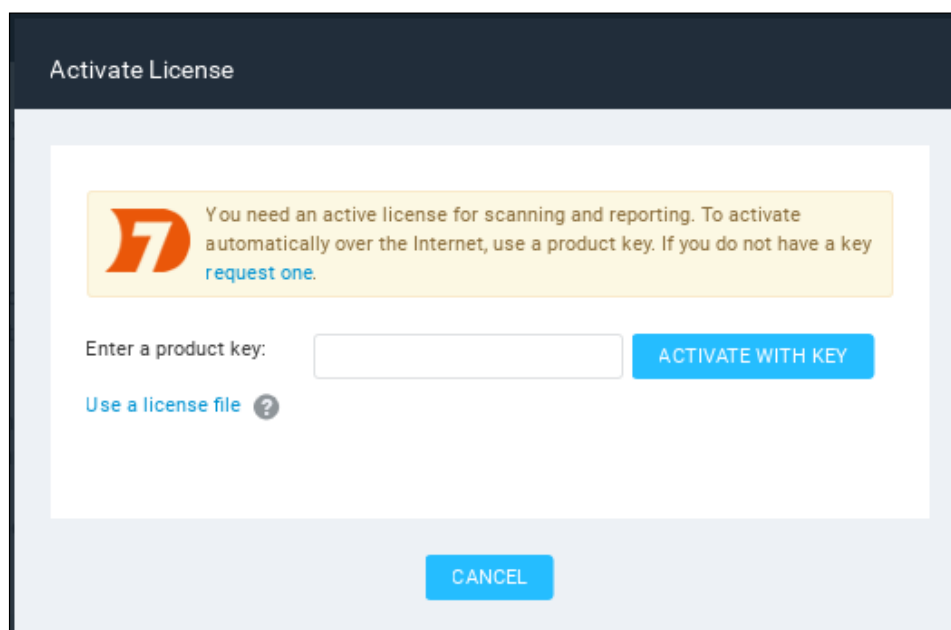 Activate License
You need an active license for scanning and reporting. To activate
automatically over the Internet, use a product key. If you do not have a key
request one.
Enter a product key:
ACTIVATE WITH KEY
Use a license file ?
CANCEL